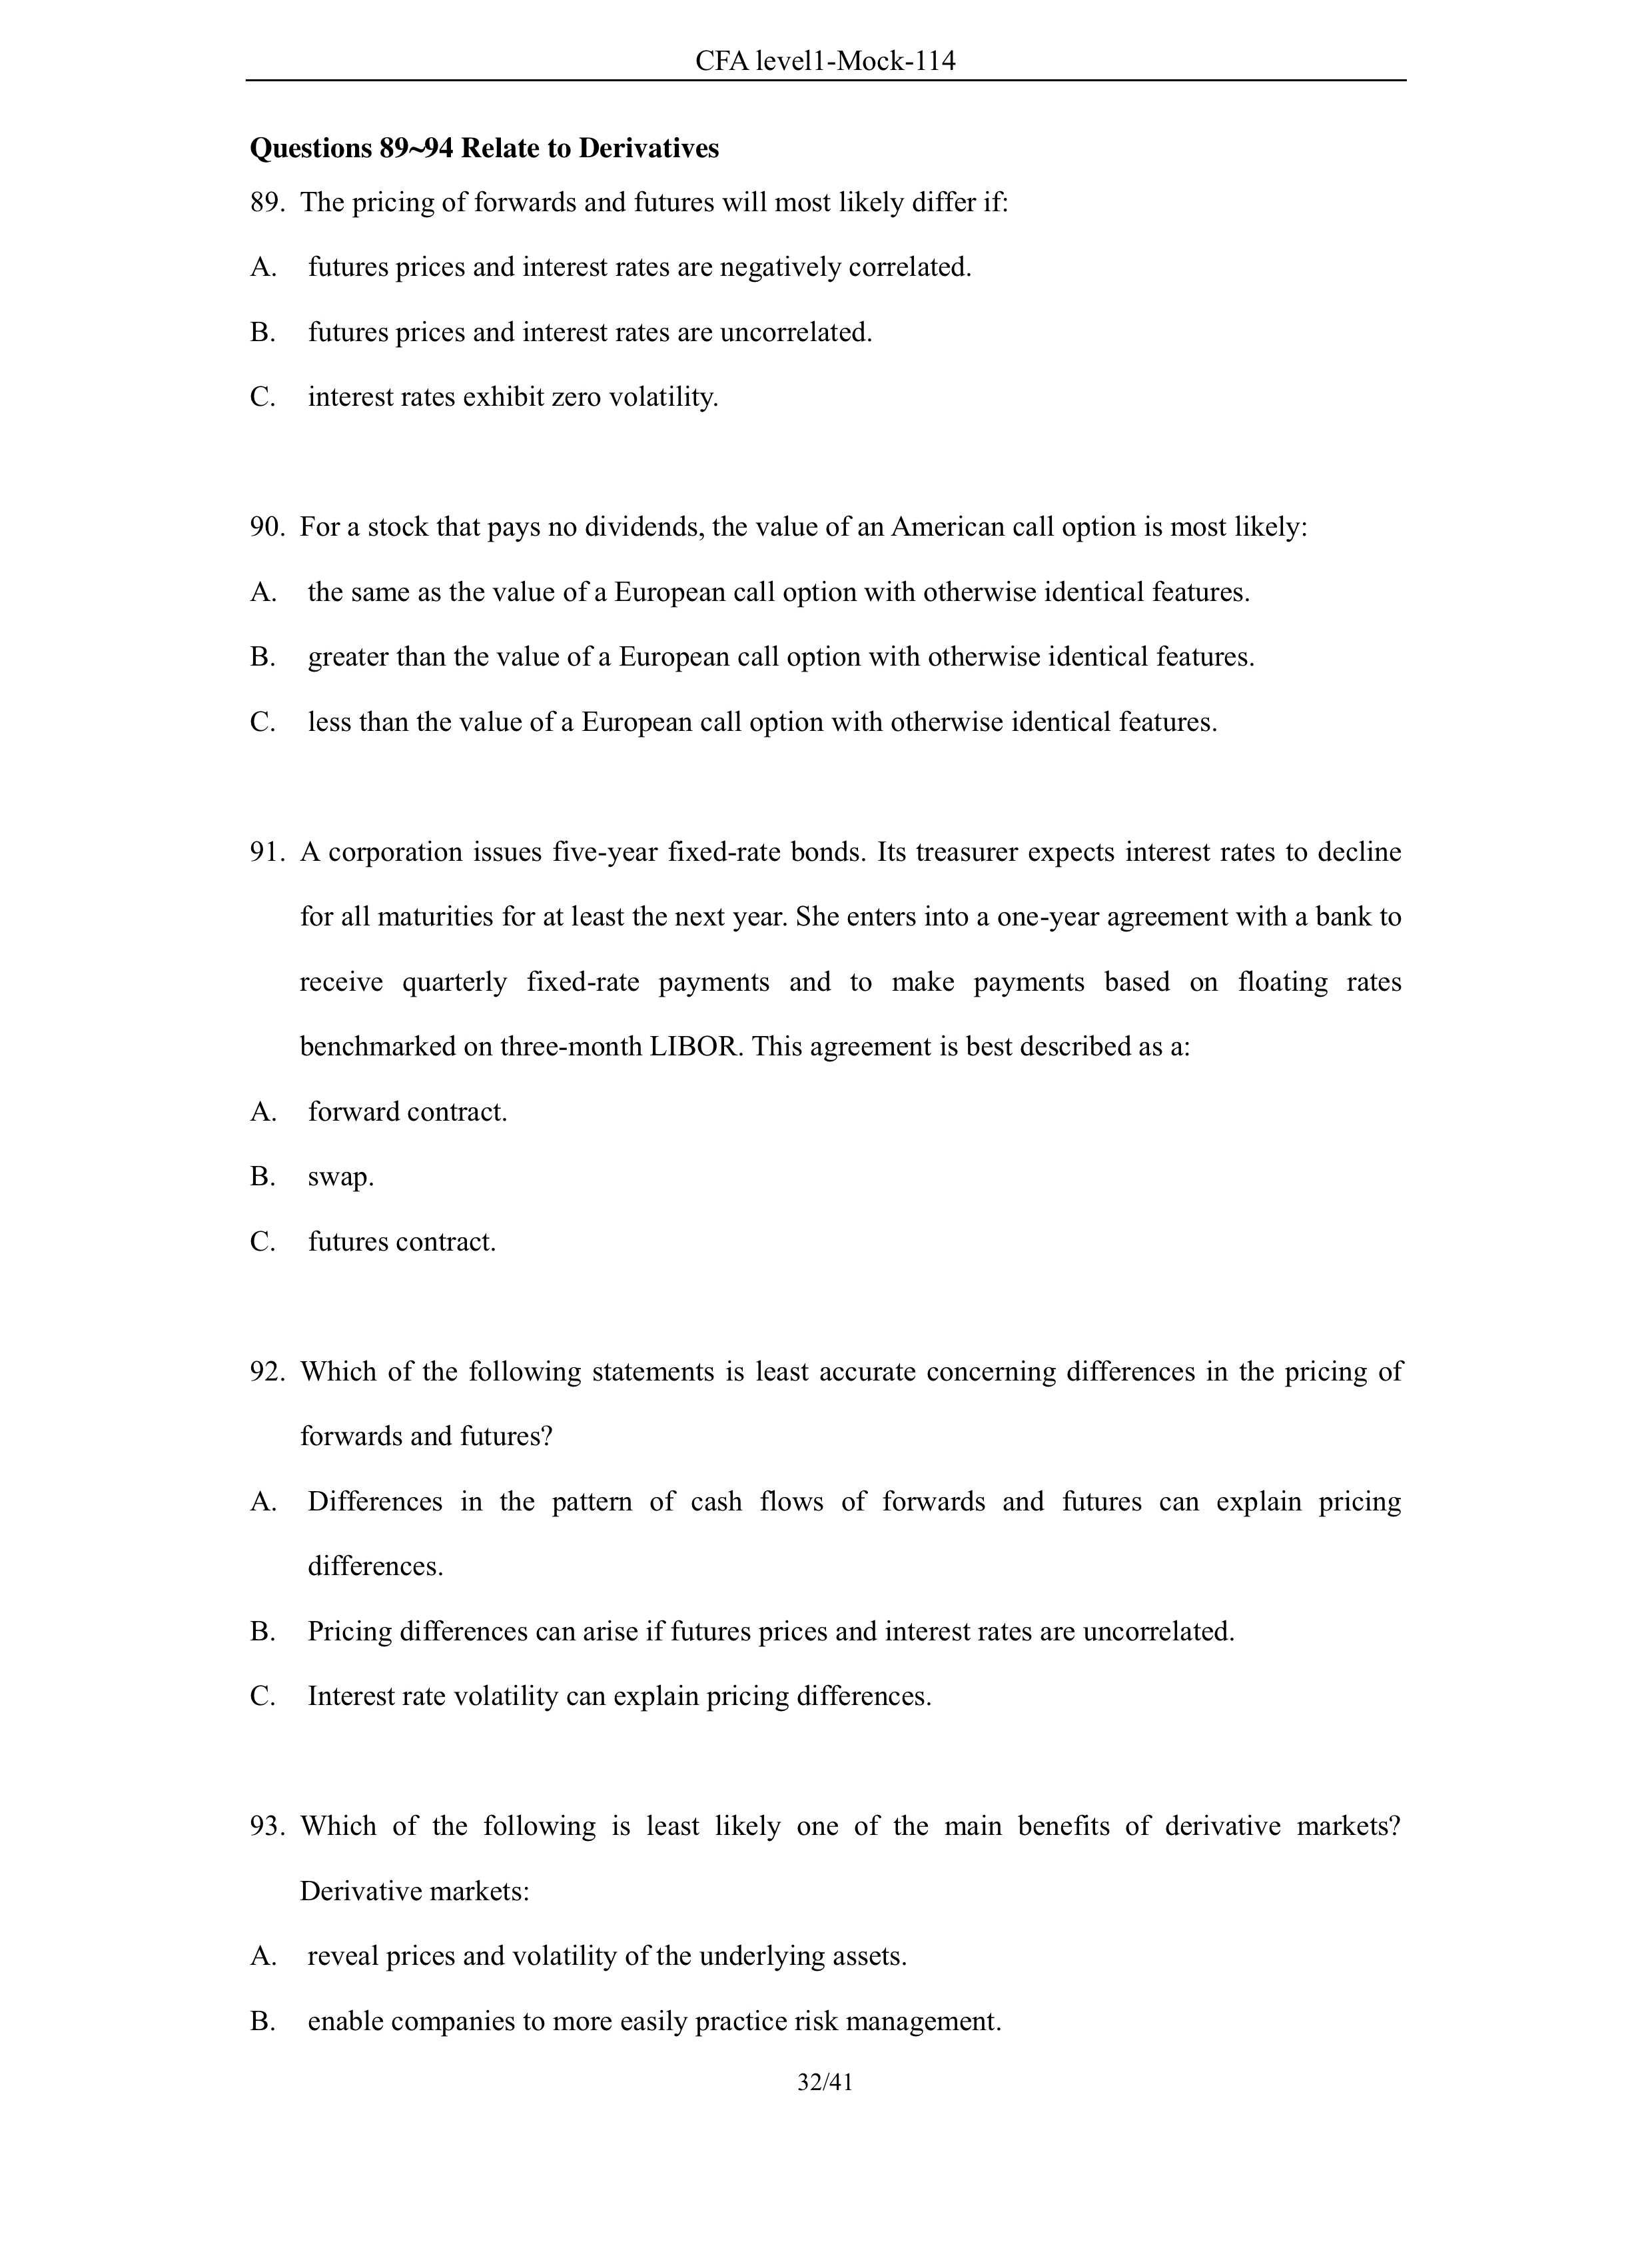 CFA level1-Mock-114
Questions 89~94 Relate to Derivatives
89. The pricing of forwards and futures will most likely differ if:
A. futures prices and interest rates are negatively correlated.
B. futures prices and interest rates are uncorrelated.
C. interest rates exhibit zero volatility.
90. For a stock that pays no dividends, the value of an American call option is most likely:
A. the same as the value of a European call option with otherwise identical features.
B. greater than the value of a European call option with otherwise identical features.
C. less than the value of a European call option with otherwise identical features.
91. A corporation issues five-year fixed-rate bonds. Its treasurer expects interest rates to decline
for all maturities for at least the next year. She enters into a one-year agreement with a bank to
receive quarterly fixed-rate payments and to make payments based on floating rates
benchmarked on three-month LIBOR. This agreement is best described as a:
A. forward contract.
B. swap.
C. futures contract.
92. Which of the following statements is least accurate concerning differences in the pricing of
forwards and futures?
A. Differences in the pattern of cash flows of forwards and futures can explain pricing
differences.
B. Pricing differences can arise if futures prices and interest rates are uncorrelated.
C. Interest rate volatility can explain pricing differences.
93. Which of the following is least likely one of the main benefits of derivative markets?
Derivative markets:
A. reveal prices and volatility of the underlying assets.
B. enable companies to more easily practice risk management.
32/41